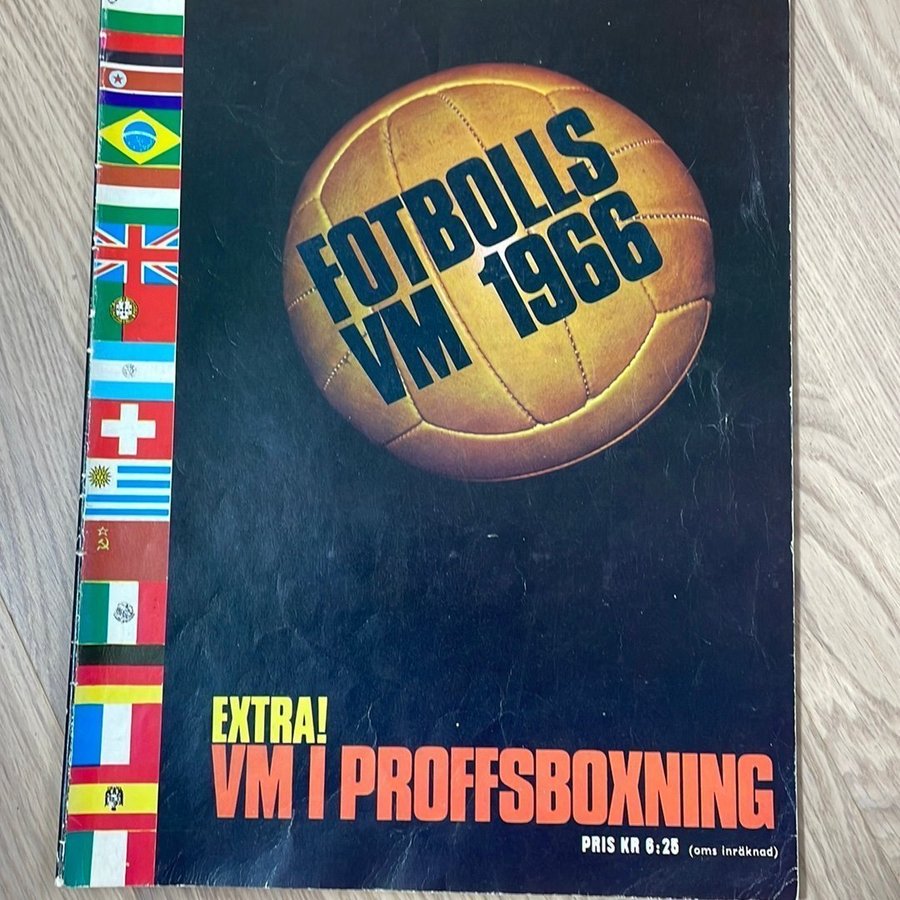 FOTBOLLS
VM 1966
EXTRA!
VM I PROFFSBOXNING
PRIS KR 6:25 (oms inräknad)